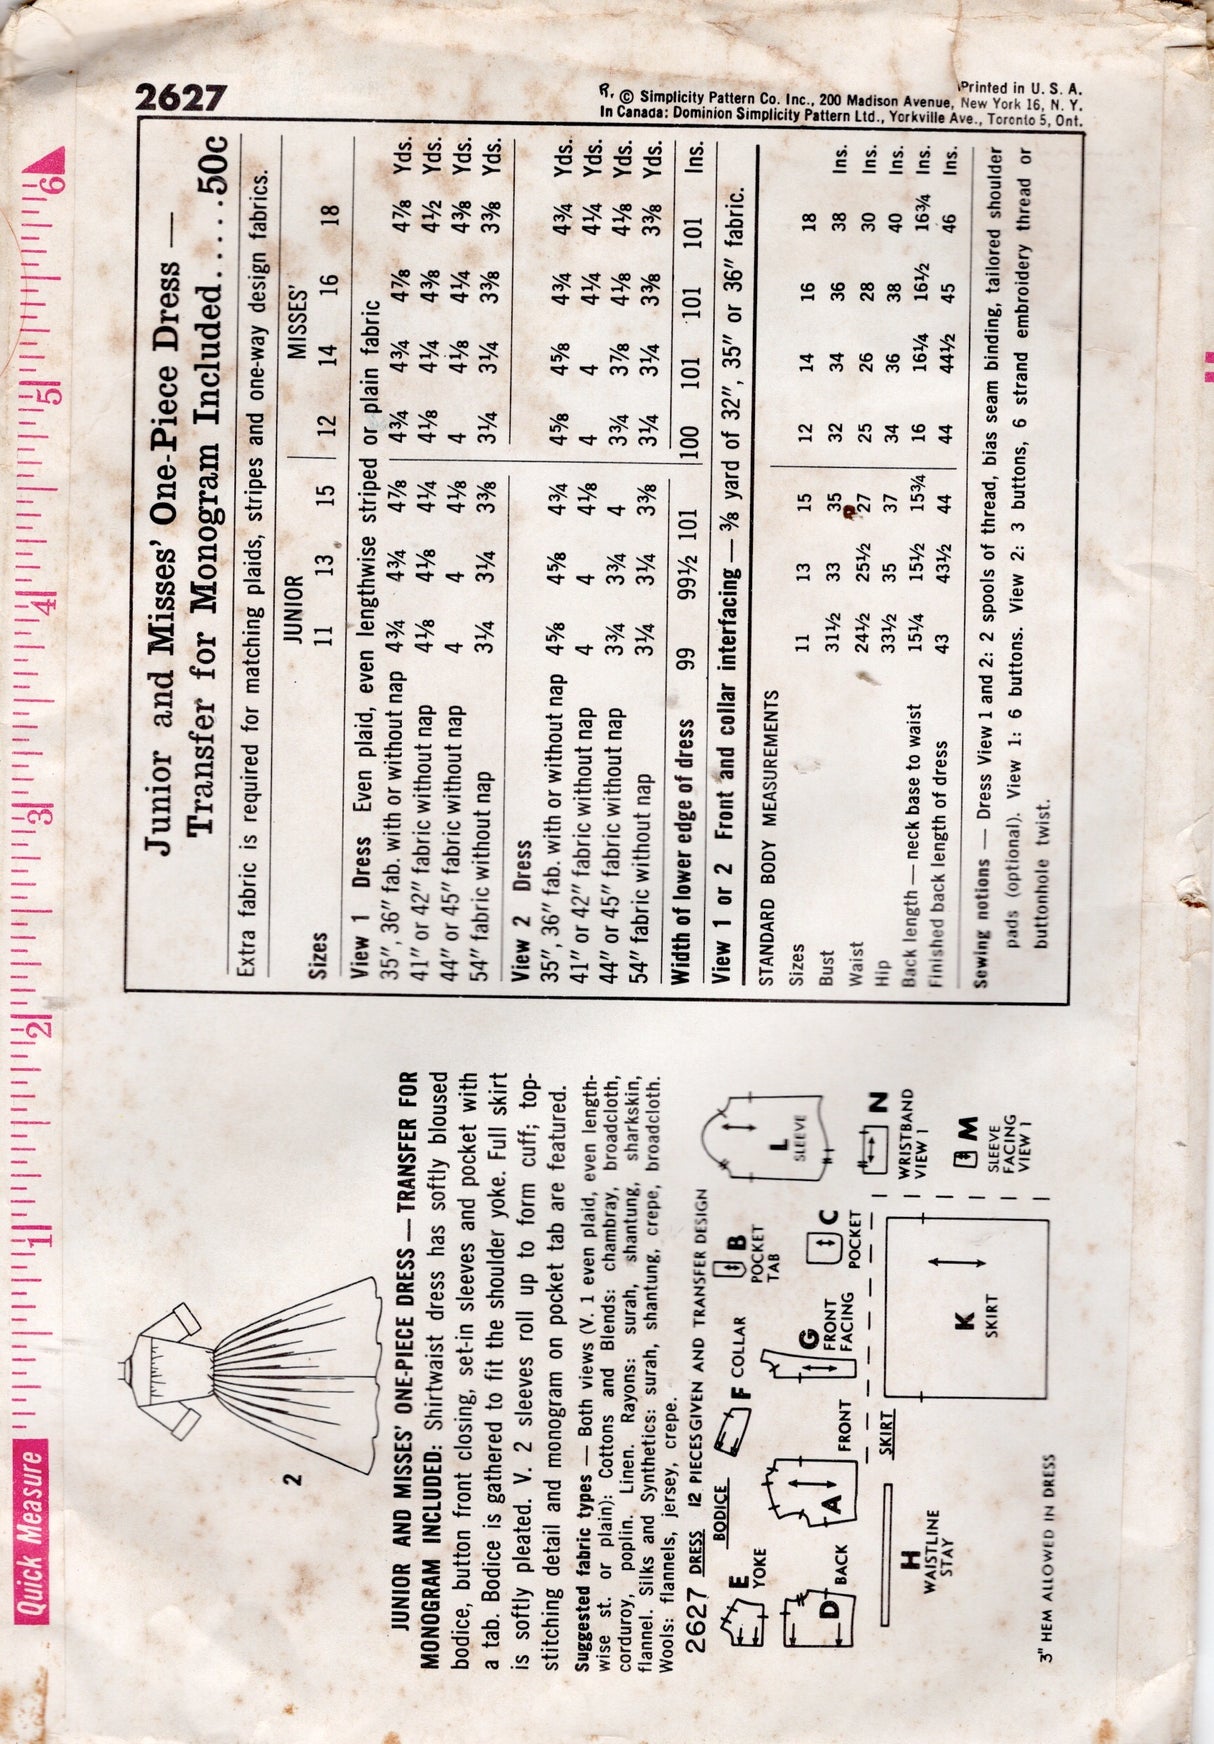 2627
R. © Simplicity Pattern Co. Inc., 200 Madison Avenue, New York 16, N. Y.
Printed in U. S. A.
In Canada: Dominion Simplicity Pattern Ltd., Yorkville Ave., Toronto 5, Ont.
Quick Measure 1 2 3 4 5 6
2
JUNIOR AND MISSES' ONE-PIECE DRESS — TRANSFER FOR
MONOGRAM INCLUDED: Shirtwaist dress has softly bloused
bodice, button front closing, set-in sleeves and pocket with
a tab. Bodice is gathered to fit the shoulder yoke. Full skirt
is softly pleated. V. 2 sleeves roll up to form cuff; top-
stitching detail and monogram on pocket tab are featured.
Suggested fabric types — Both views (V. 1 even plaid, even length-
wise st. or plain): Cottons and Blends: chambray, broadcloth,
corduroy, poplin. Linen. Rayons: surah, shantung, sharkskin,
flannel. Silks and Synthetics: surah, shantung, crepe, broadcloth.
Wools: flannels, jersey, crepe.
2627 DRESS 12 PIECES GIVEN AND TRANSFER DESIGN
BODICE
E YOKE
F COLLAR
B POCKET TAB
L SLEEVE
D BACK
A FRONT
G FRONT FACING
C POCKET
N WRISTBAND VIEW 1
SKIRT
H WAISTLINE STAY
K SKIRT
M SLEEVE FACING VIEW 1
3" HEM ALLOWED IN DRESS
Junior and Misses' One-Piece Dress —
Transfer for Monogram Included.....50c
Extra fabric is required for matching plaids, stripes and one-way design fabrics.
JUNIOR MISSES'
Sizes 11 13 15 12 14 16 18
View 1 Dress Even plaid, even lengthwise striped or plain fabric
35", 36" fab. with or without nap 4¾ 4¾ 4⅞ 4¾ 4¾ 4⅞ 4⅞ Yds.
41" or 42" fabric without nap 4⅛ 4⅛ 4¼ 4⅛ 4¼ 4⅜ 4½ Yds.
44" or 45" fabric without nap 4 4 4⅛ 4 4⅛ 4¼ 4⅜ Yds.
54" fabric without nap 3¼ 3¼ 3⅜ 3¼ 3¼ 3⅜ 3⅜ Yds.
View 2 Dress
35", 36" fab. with or without nap 4⅝ 4⅝ 4¾ 4⅝ 4⅝ 4¾ 4¾ Yds.
41" or 42" fabric without nap 4 4 4⅛ 4 4 4¼ 4¼ Yds.
44" or 45" fabric without nap 3¾ 3¾ 4 3¾ 3⅞ 4⅛ 4⅛ Yds.
54" fabric without nap 3¼ 3¼ 3⅜ 3¼ 3¼ 3⅜ 3⅜ Yds.
Width of lower edge of dress 99 99½ 101 100 101 101 101 Ins.
View 1 or 2 Front and collar interfacing — ⅜ yard of 32", 35" or 36" fabric.
STANDARD BODY MEASUREMENTS
Sizes 11 13 15 12 14 16 18
Bust 31½ 33 35 32 34 36 38 Ins.
Waist 24½ 25½ 27 25 26 28 30 Ins.
Hip 33½ 35 37 34 36 38 40 Ins.
Back length — neck base to waist 15¼ 15½ 15¾ 16 16¼ 16½ 16¾ Ins.
Finished back length of dress 43 43½ 44 44 44½ 45 46 Ins.
Sewing notions — Dress View 1 and 2: 2 spools of thread, bias seam binding, tailored shoulder
pads (optional). View 1: 6 buttons. View 2: 3 buttons, 6 strand embroidery thread or
buttonhole twist.